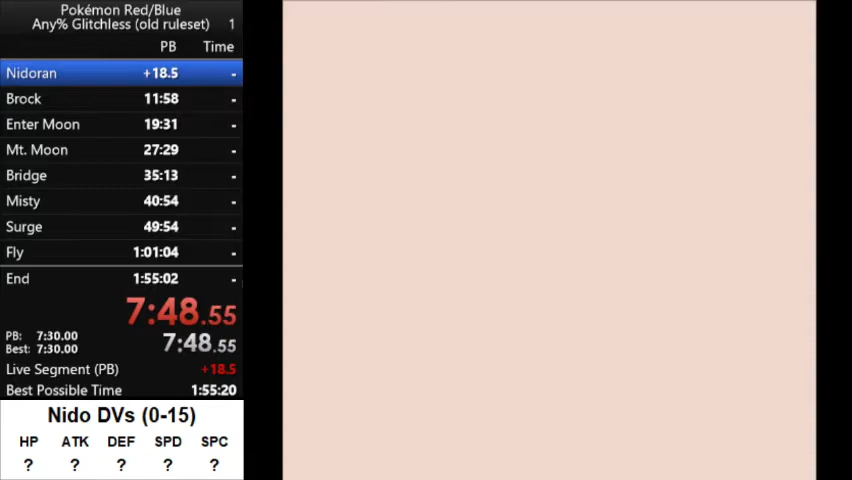 Pokémon Red/Blue
Any% Glitchless (old ruleset) 1
PB Time
Nidoran +18.5 -
Brock 11:58 -
Enter Moon 19:31 -
Mt. Moon 27:29 -
Bridge 35:13 -
Misty 40:54 -
Surge 49:54 -
Fly 1:01:04 -
End 1:55:02 -
7:48.55
PB: 7:30.00
Best: 7:30.00
7:48.55
Live Segment (PB) +18.5
Best Possible Time 1:55:20
Nido DVs (0-15)
HP ATK DEF SPD SPC
? ? ? ? ?